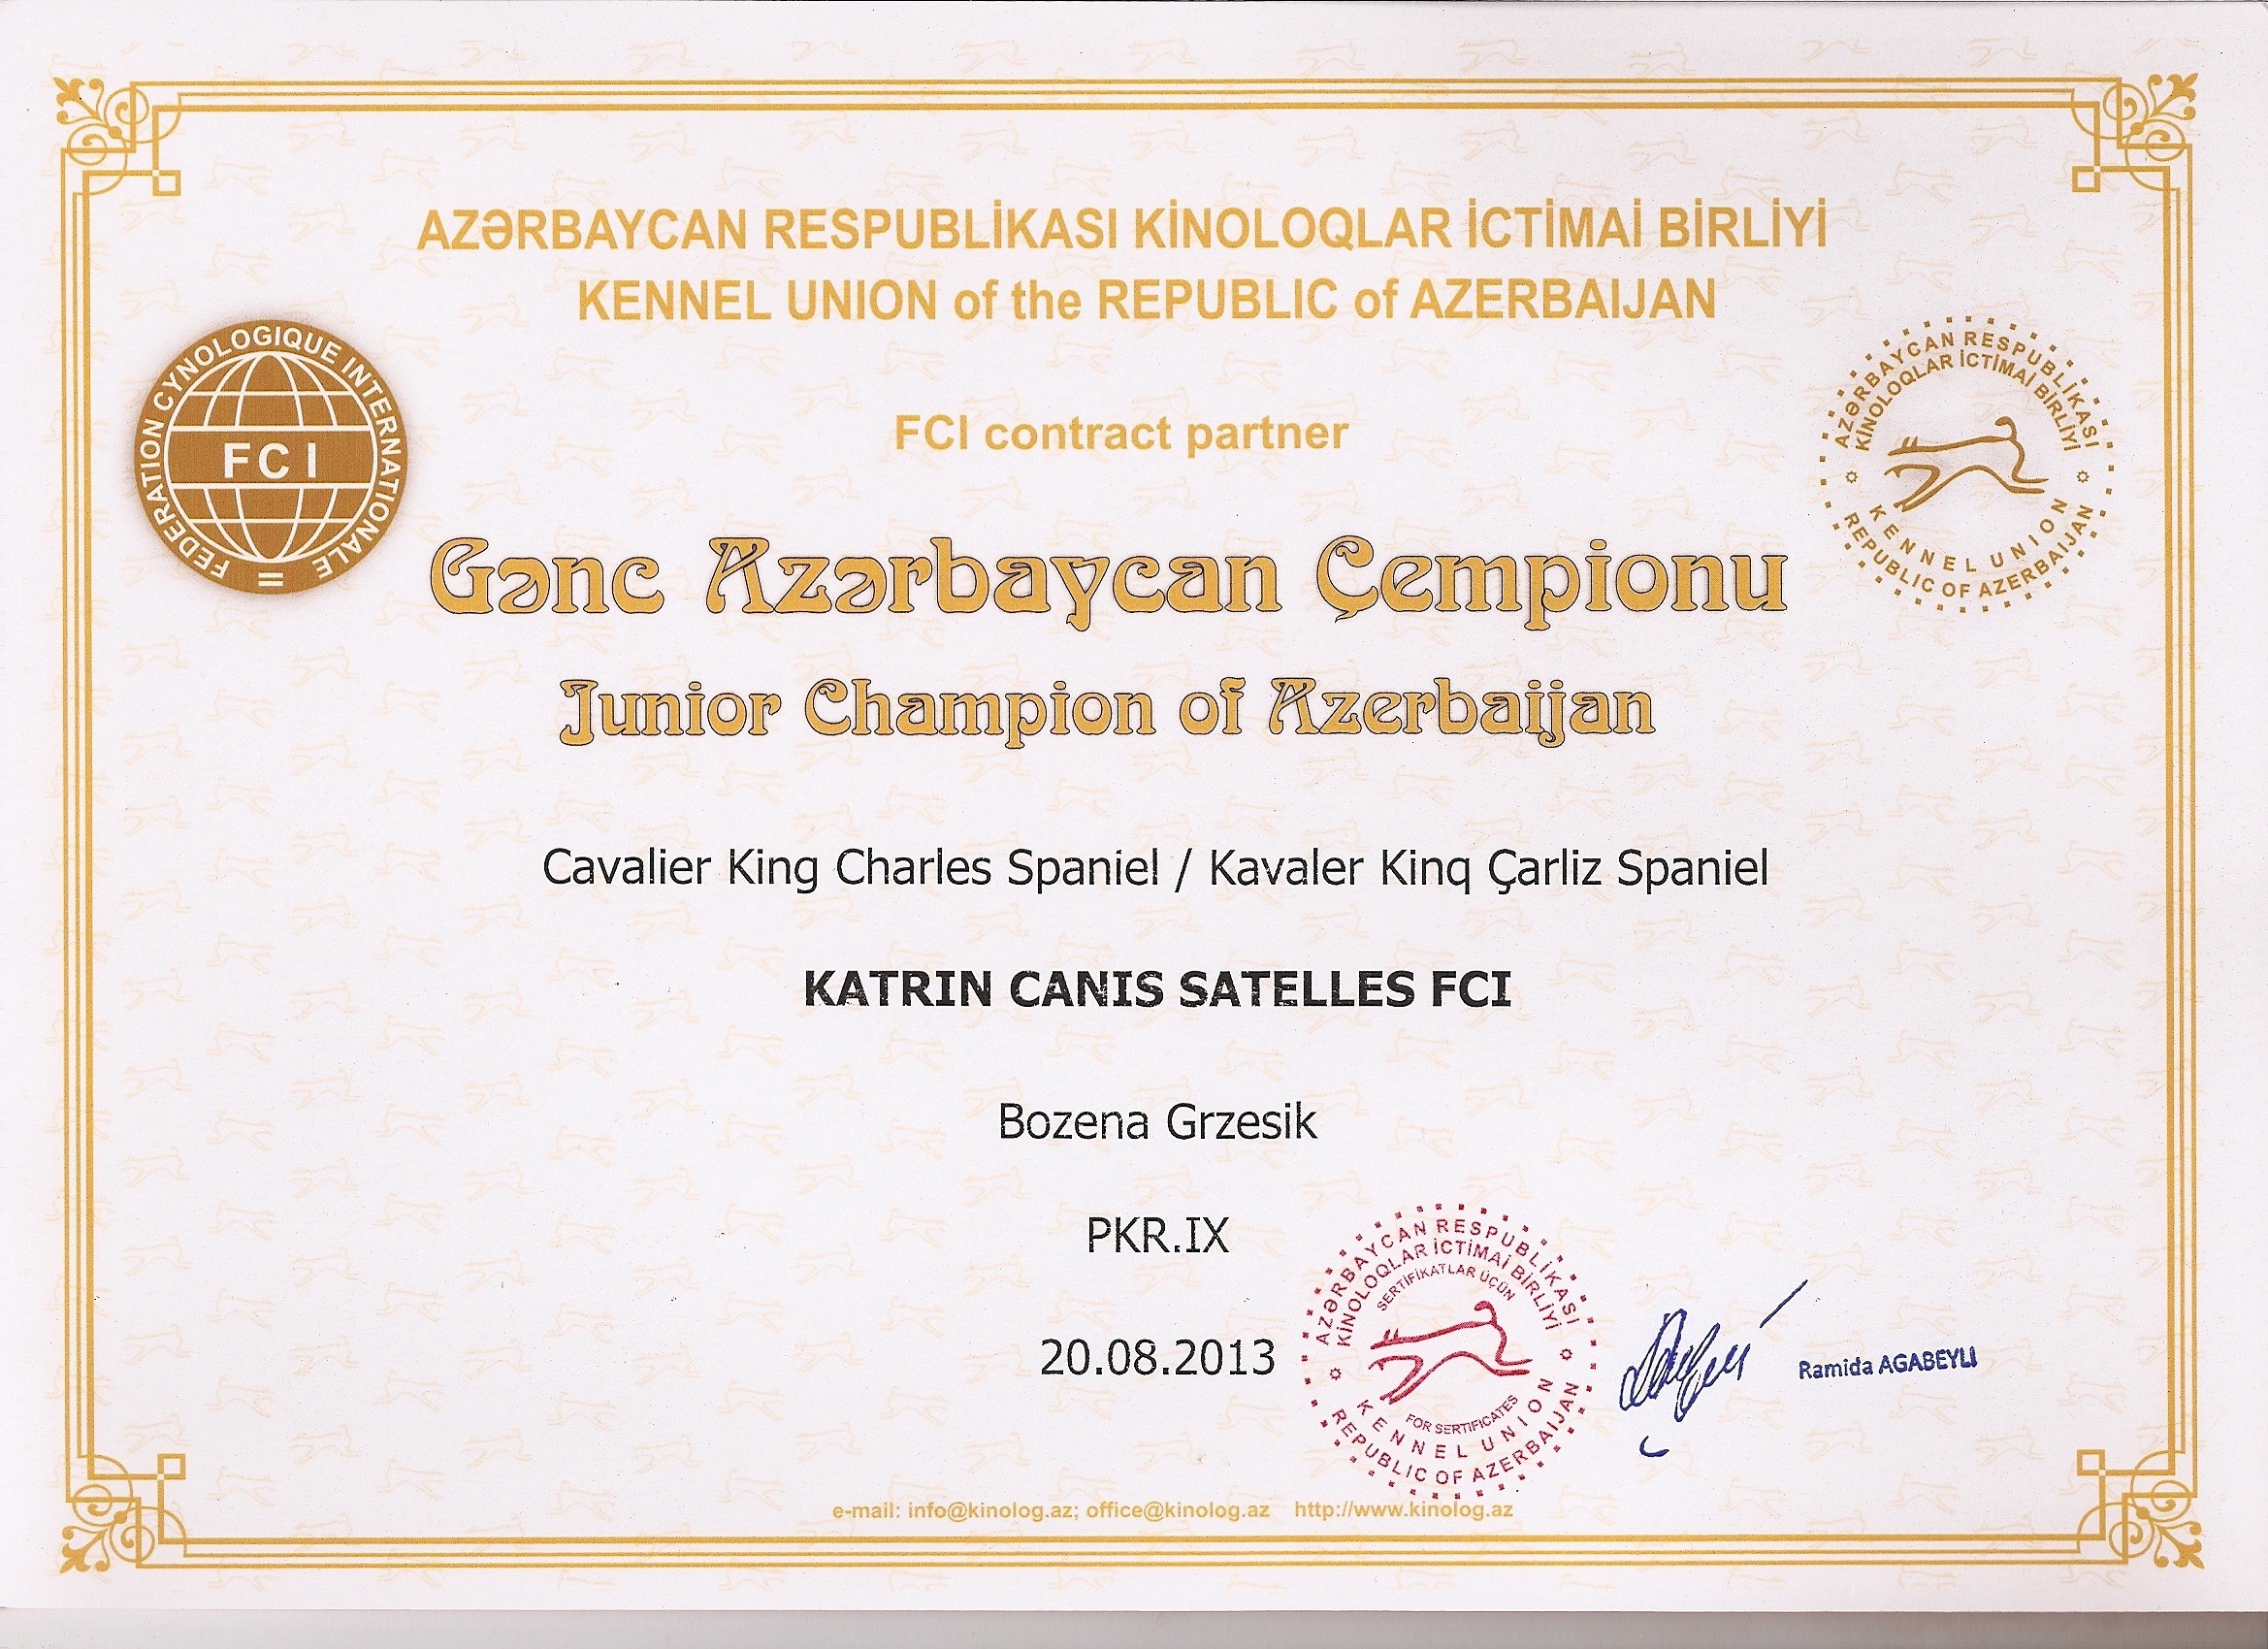 AZƏRBAYCAN RESPUBLİKASI KİNOLOQLAR İCTİMAİ BİRLİYİ
KENNEL UNION of the REPUBLIC of AZERBAIJAN
FEDERATION CYNOLOGIQUE INTERNATIONALE
FCI
AZƏRBAYCAN RESPUBLİKASI
KİNOLOQLAR İCTİMAİ BİRLİYİ
KENNEL UNION
REPUBLIC OF AZERBAIJAN
FCI contract partner
Gənc Azərbaycan Çempionu
Junior Champion of Azerbaijan
Cavalier King Charles Spaniel / Kavaler Kinq Çarliz Spaniel
KATRIN CANIS SATELLES FCI
Bozena Grzesik
PKR.IX
20.08.2013
AZƏRBAYCAN RESPUBLİKASI
KİNOLOQLAR İCTİMAİ BİRLİYİ
SERTİFİKATLAR ÜÇÜN
FOR SERTIFICATES
KENNEL UNION
REPUBLIC OF AZERBAIJAN
Ramida AGABEYLI
e-mail: info@kinolog.az; office@kinolog.az http://www.kinolog.az